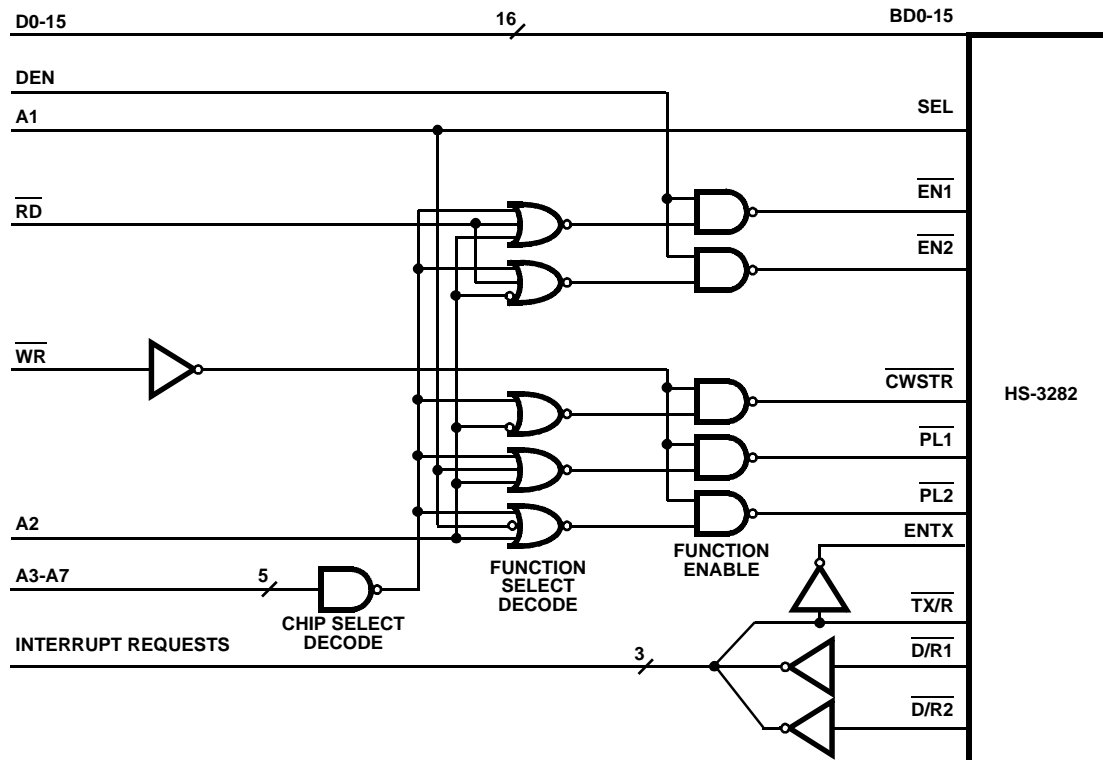 D0-15
16
BD0-15
DEN
A1
SEL
RD
EN1
EN2
WR
CWSTR
HS-3282
PL1
PL2
A2
ENTX
FUNCTION
ENABLE
FUNCTION
SELECT
DECODE
A3-A7
5
CHIP SELECT
DECODE
TX/R
INTERRUPT REQUESTS
3
D/R1
D/R2